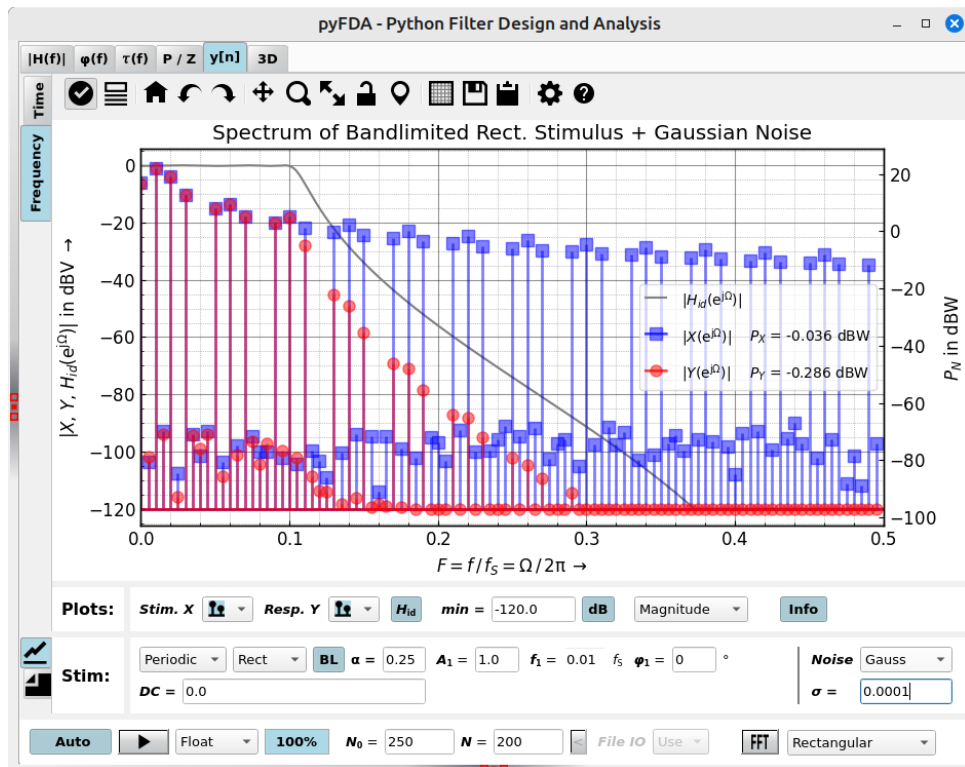 pyFDA - Python Filter Design and Analysis
|H(f)| φ(f) τ(f) P / Z y[n] 3D
Time
Frequency
Spectrum of Bandlimited Rect. Stimulus + Gaussian Noise
|X, Y, H_id(e^jΩ)| in dBV →
0
−20
−40
−60
−80
−100
−120
20
0
−20
−40
−60
−80
−100
P_N in dBW
|H_id(e^jΩ)|
|X(e^jΩ)| P_X = -0.036 dBW
|Y(e^jΩ)| P_Y = -0.286 dBW
0.0 0.1 0.2 0.3 0.4 0.5
F = f / f_S = Ω / 2π →
Plots: Stim. X Resp. Y H_id min = -120.0 dB Magnitude Info
Stim: Periodic Rect BL α = 0.25 A_1 = 1.0 f_1 = 0.01 f_S φ_1 = 0 ° Noise Gauss
DC = 0.0 σ = 0.0001
Auto Float 100% N_0 = 250 N = 200 < File IO Use FFT Rectangular